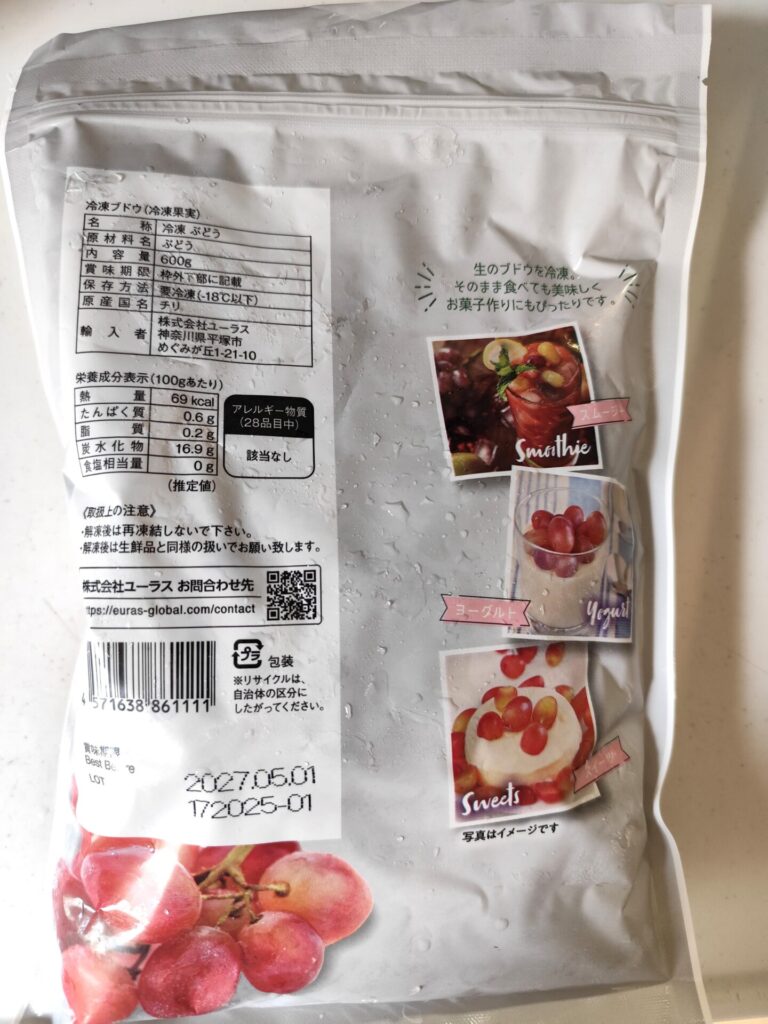 冷凍ブドウ(冷凍果実)
名称 冷凍 ぶどう
原材料名 ぶどう
内容量 600g
賞味期限 枠外下部に記載
保存方法 要冷凍(-18℃以下)
原産国名 チリ
輸入者 株式会社ユーラス
神奈川県平塚市
めぐみが丘1-21-10
栄養成分表示(100gあたり)
熱量 69 kcal
たんぱく質 0.6 g
脂質 0.2 g
炭水化物 16.9 g
食塩相当量 0 g
(推定値)
アレルギー物質
(28品目中)
該当なし
《取扱上の注意》
・解凍後は再凍結しないで下さい。
・解凍後は生鮮品と同様の扱いでお願い致します。
株式会社ユーラス お問合わせ先
https://euras-global.com/contact
4 571638 861111
プラ 包装
※リサイクルは、
自治体の区分に
したがってください。
賞味期限
Best Before
2027.05.01
LOT
172025-01
生のブドウを冷凍。
そのまま食べても美味しく
お菓子作りにもぴったりです。
スムージー
Smoothie
ヨーグルト
Yogurt
スイーツ
Sweets
写真はイメージです